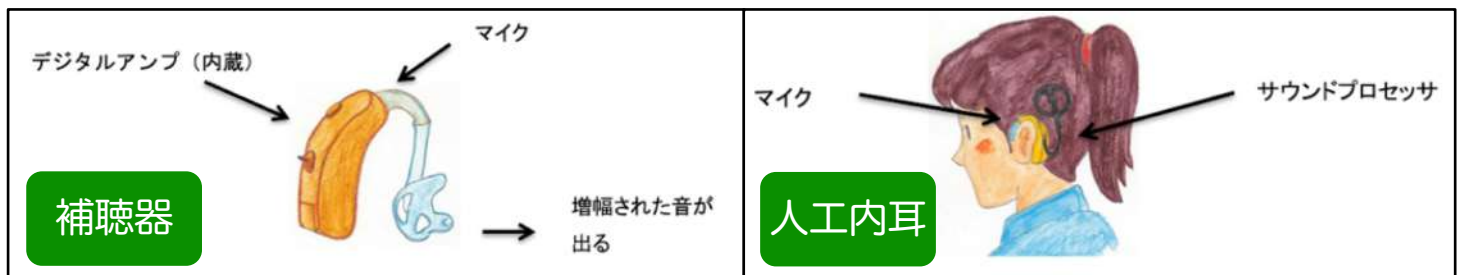 マイク
デジタルアンプ（内蔵）
補聴器
増幅された音が
出る
マイク
サウンドプロセッサ
人工内耳